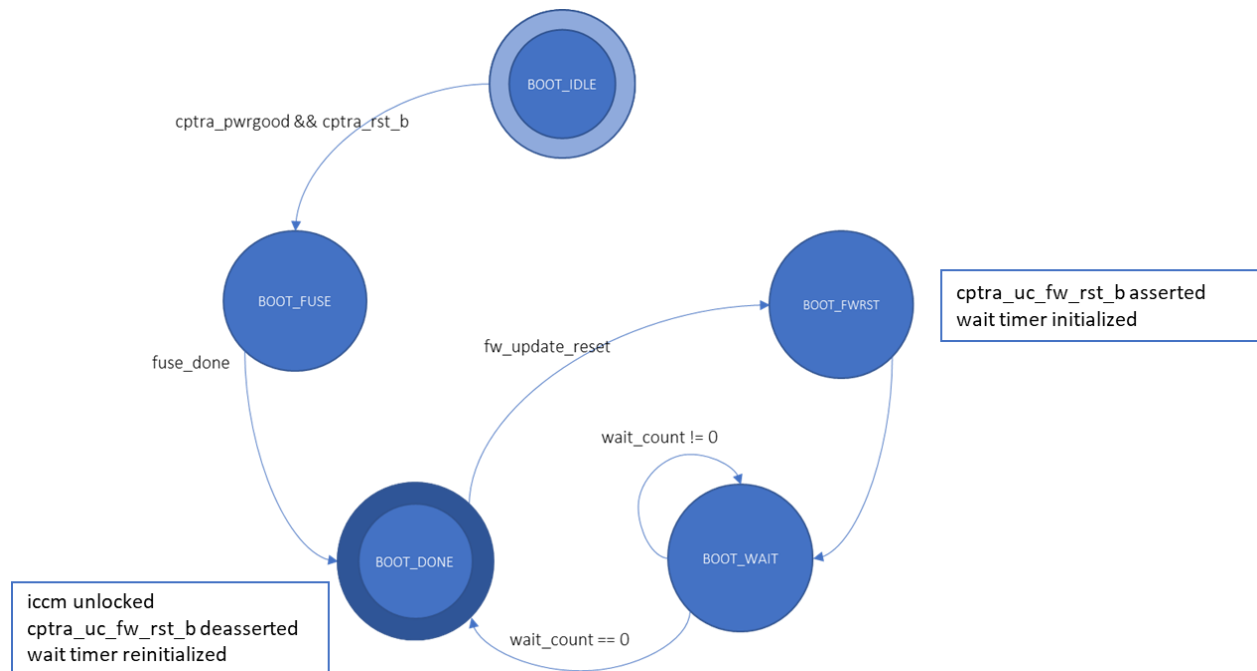 BOOT_IDLE
cptra_pwrgood && cptra_rst_b
BOOT_FUSE
BOOT_FWRST
cptra_uc_fw_rst_b asserted
wait timer initialized
fw_update_reset
fuse_done
wait_count != 0
BOOT_DONE
BOOT_WAIT
iccm unlocked
cptra_uc_fw_rst_b deasserted
wait timer reinitialized
wait_count == 0